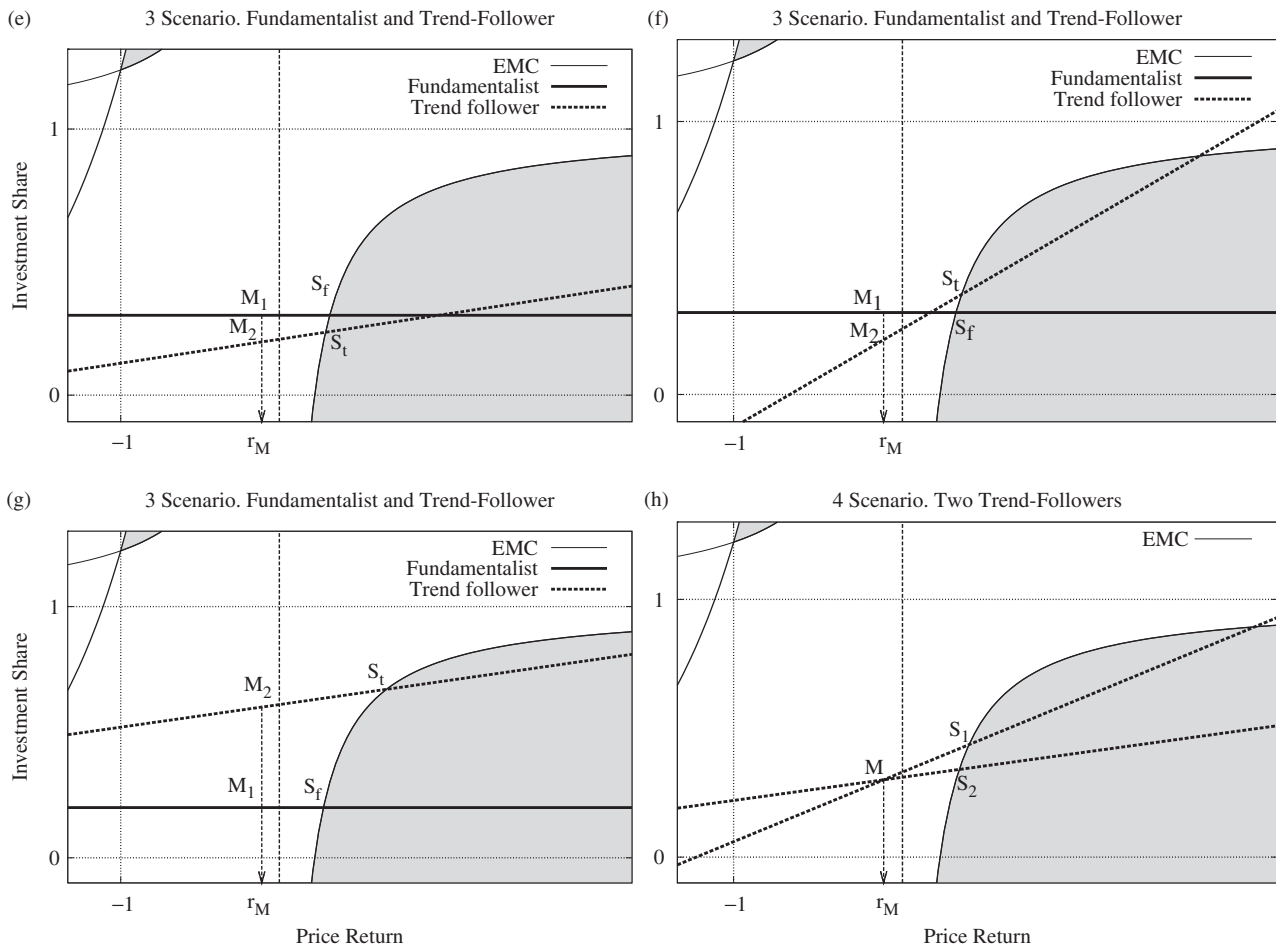 (e) 3 Scenario. Fundamentalist and Trend-Follower
EMC
Fundamentalist
Trend follower
Investment Share
1
0
M1
M2
Sf
St
−1
rM
(f) 3 Scenario. Fundamentalist and Trend-Follower
EMC
Fundamentalist
Trend follower
1
0
M1
M2
St
Sf
−1
rM
(g) 3 Scenario. Fundamentalist and Trend-Follower
EMC
Fundamentalist
Trend follower
Investment Share
1
0
M2
M1
St
Sf
−1
rM
Price Return
(h) 4 Scenario. Two Trend-Followers
EMC
1
0
M
S1
S2
−1
rM
Price Return